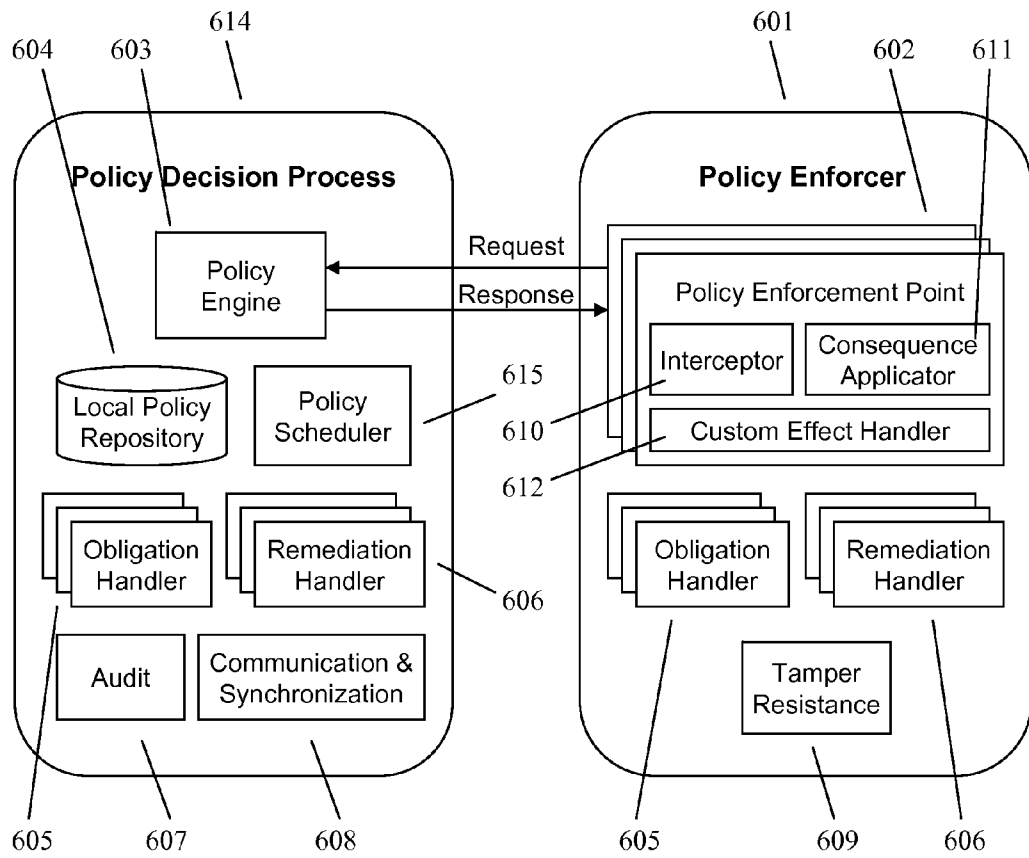 614
601
604
603
602
611
Policy Decision Process
Policy Enforcer
Request
Policy
Engine
Response
Policy Enforcement Point
Interceptor
Consequence
Applicator
615
Local Policy
Repository
Policy
Scheduler
610
Custom Effect Handler
612
Obligation
Handler
Remediation
Handler
Obligation
Handler
Remediation
Handler
606
Audit
Communication &
Synchronization
Tamper
Resistance
605
607
608
605
609
606